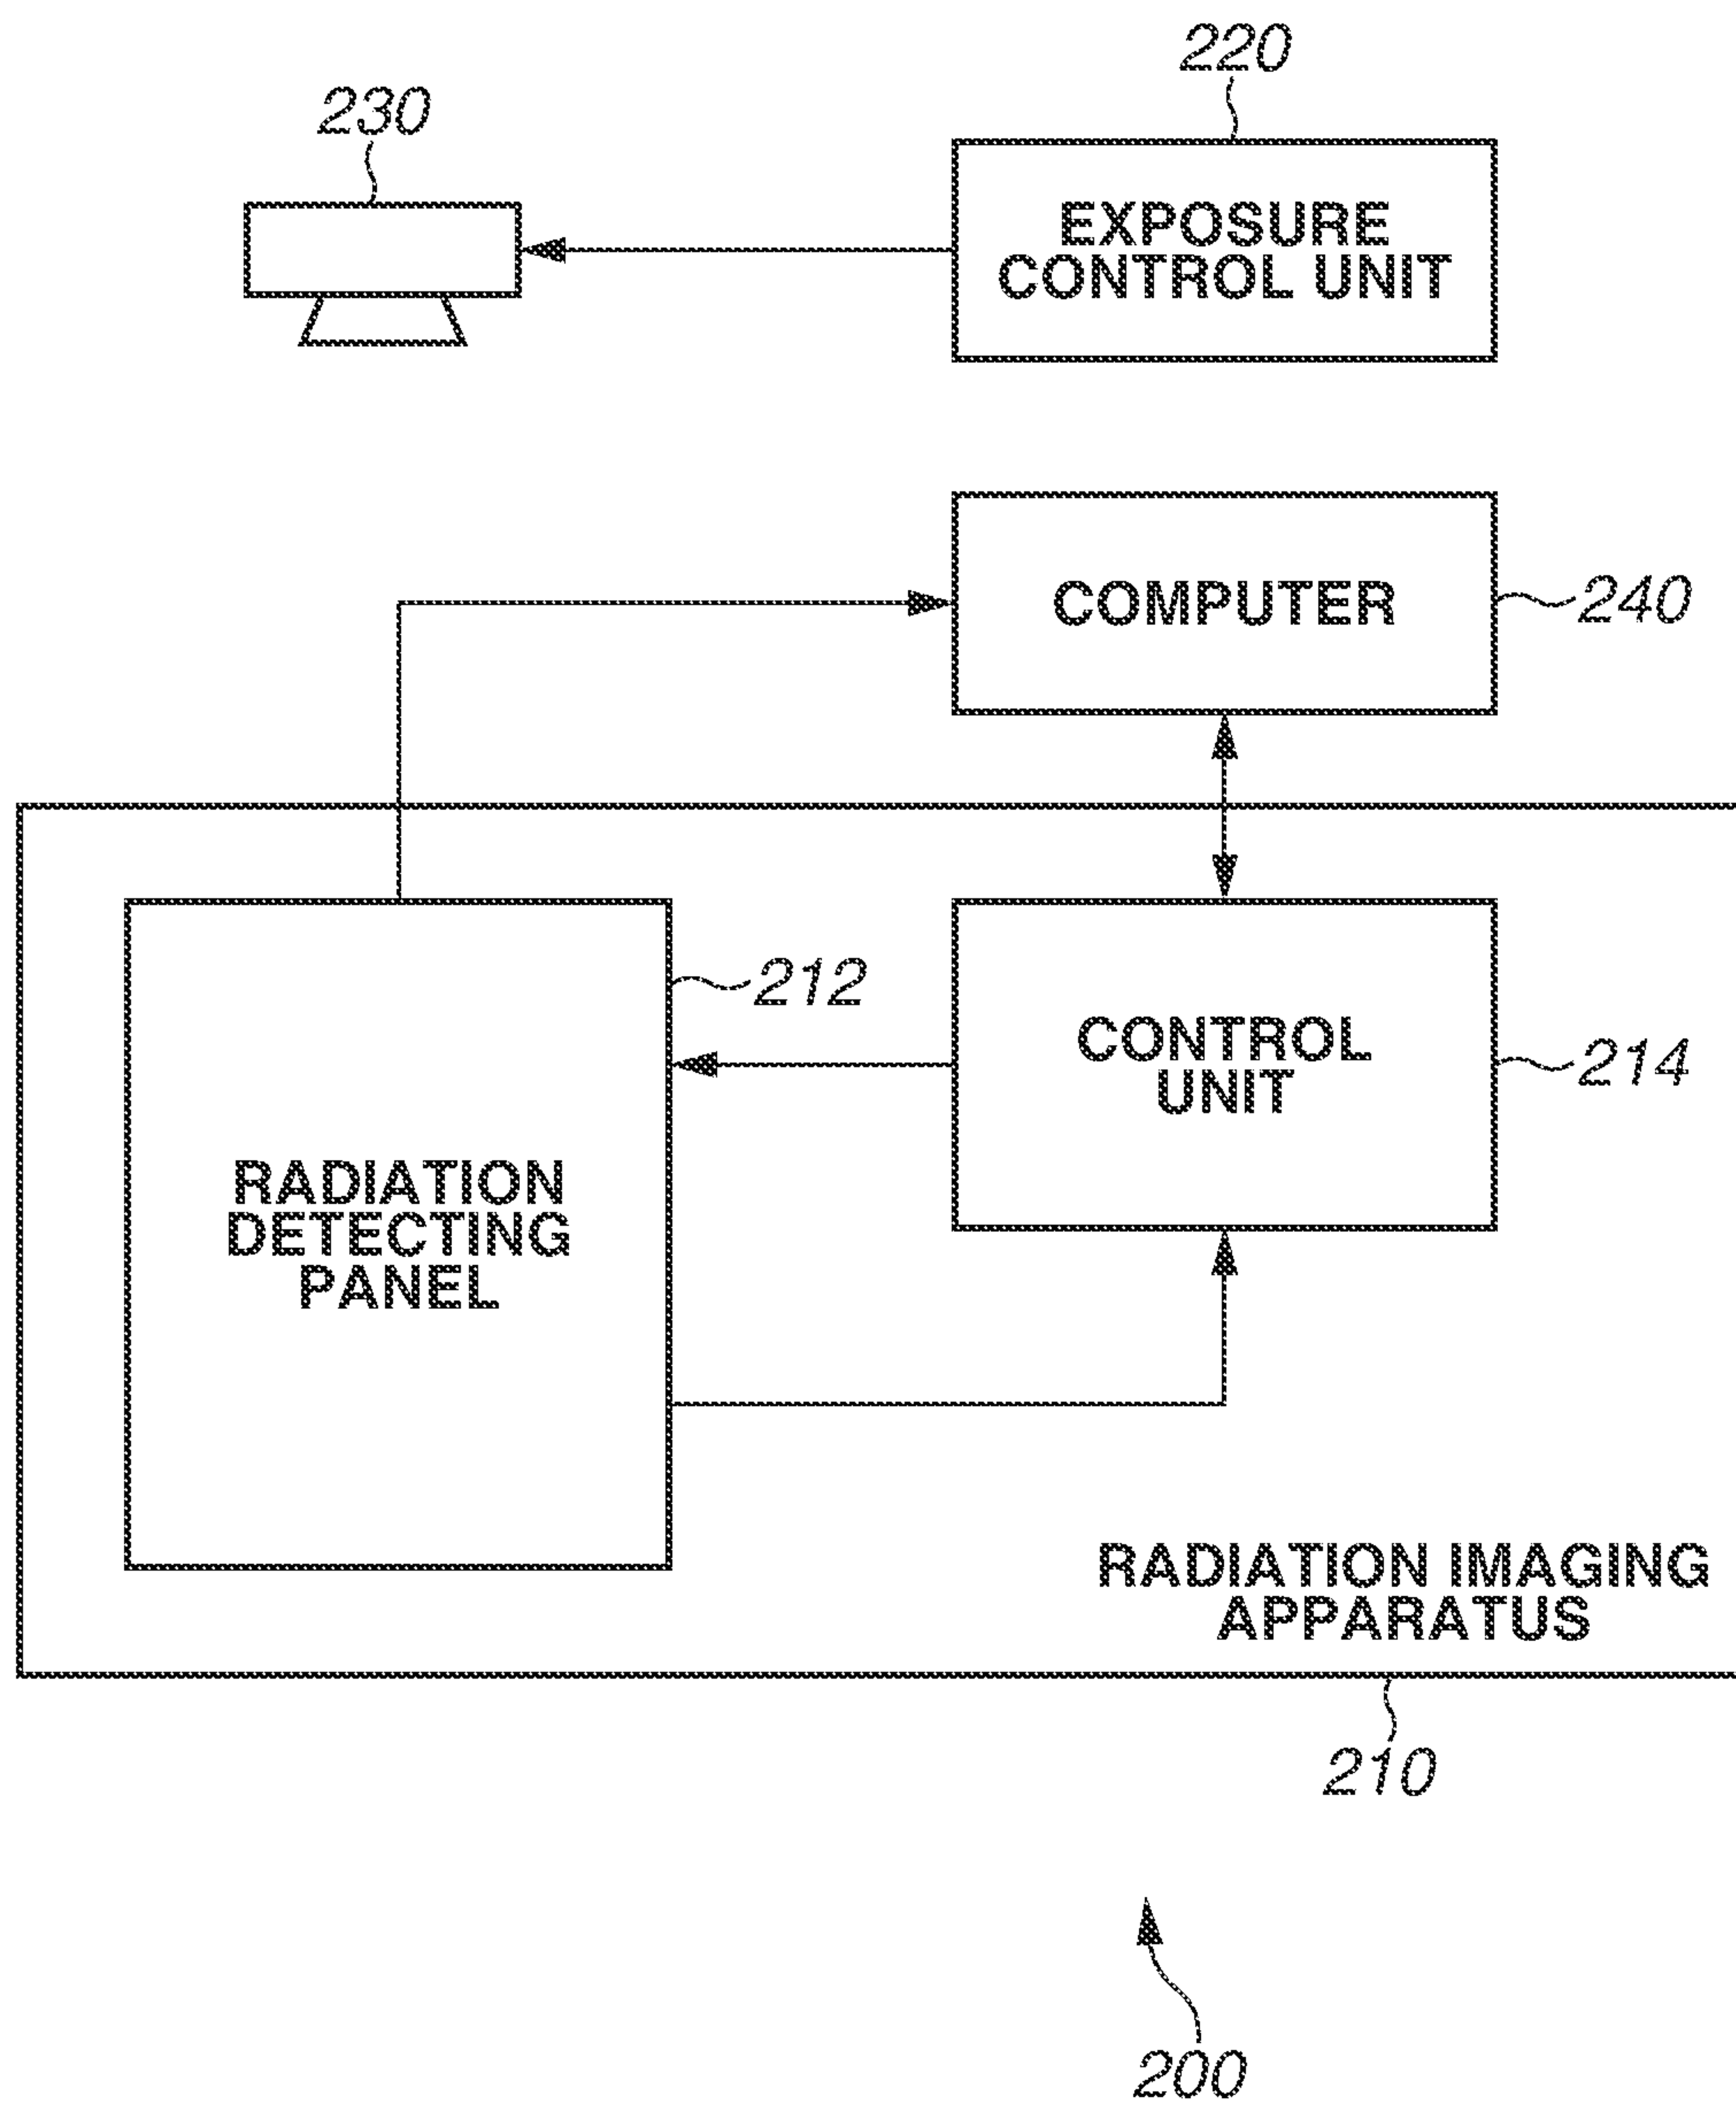 220
230
EXPOSURE
CONTROL UNIT
COMPUTER
240
212
CONTROL
UNIT
214
RADIATION
DETECTING
PANEL
RADIATION IMAGING
APPARATUS
210
200